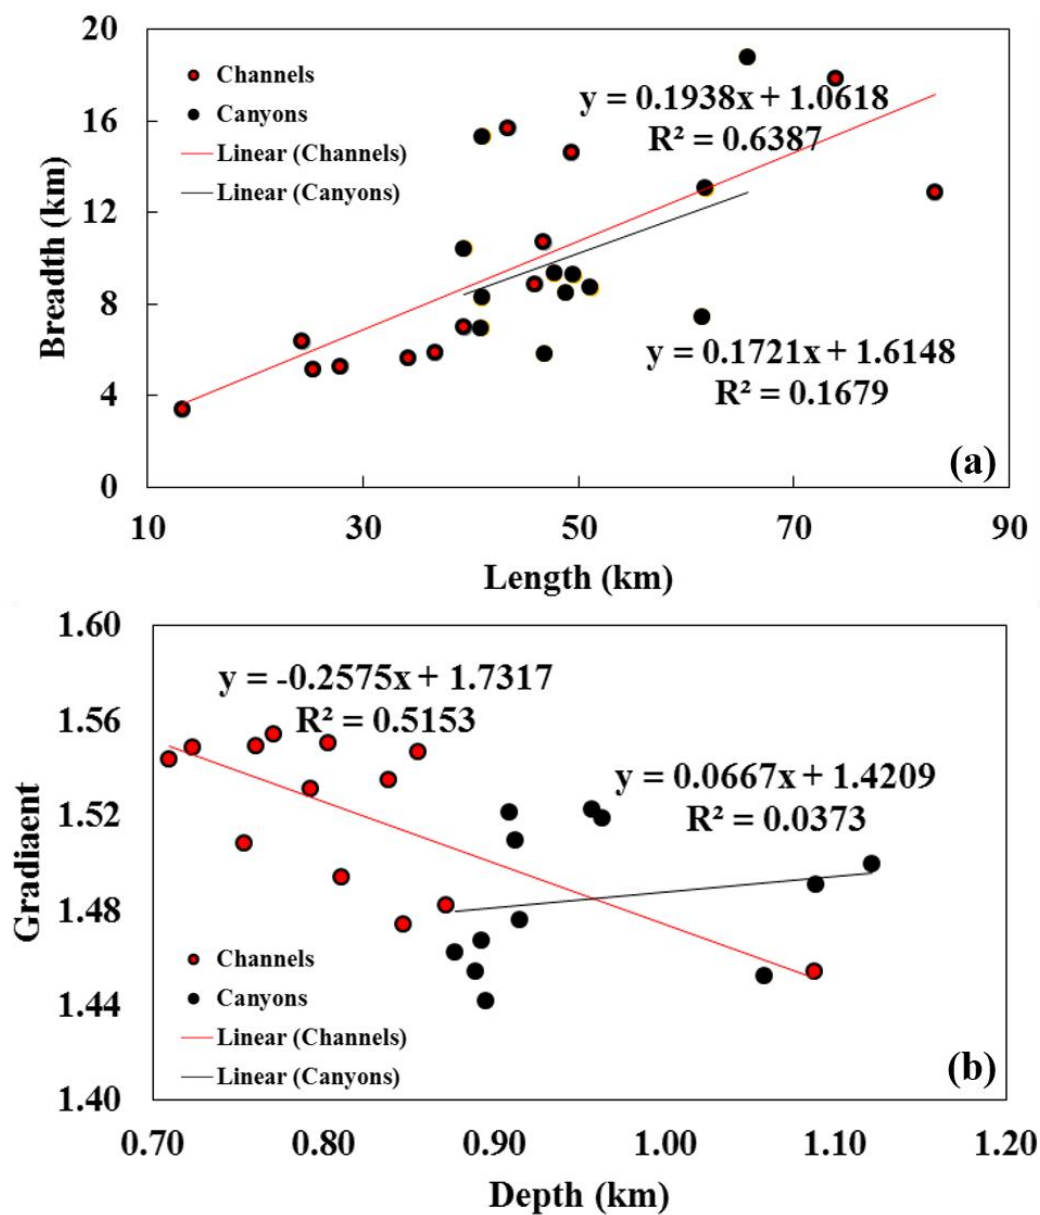 20
16
12
8
4
0
Breadth (km)
Channels
Canyons
Linear (Channels)
Linear (Canyons)
y = 0.1938x + 1.0618
R² = 0.6387
y = 0.1721x + 1.6148
R² = 0.1679
(a)
10 30 50 70 90
Length (km)
1.60
1.56
1.52
1.48
1.44
1.40
Gradiaent
y = -0.2575x + 1.7317
R² = 0.5153
y = 0.0667x + 1.4209
R² = 0.0373
Channels
Canyons
Linear (Channels)
Linear (Canyons)
(b)
0.70 0.80 0.90 1.00 1.10 1.20
Depth (km)